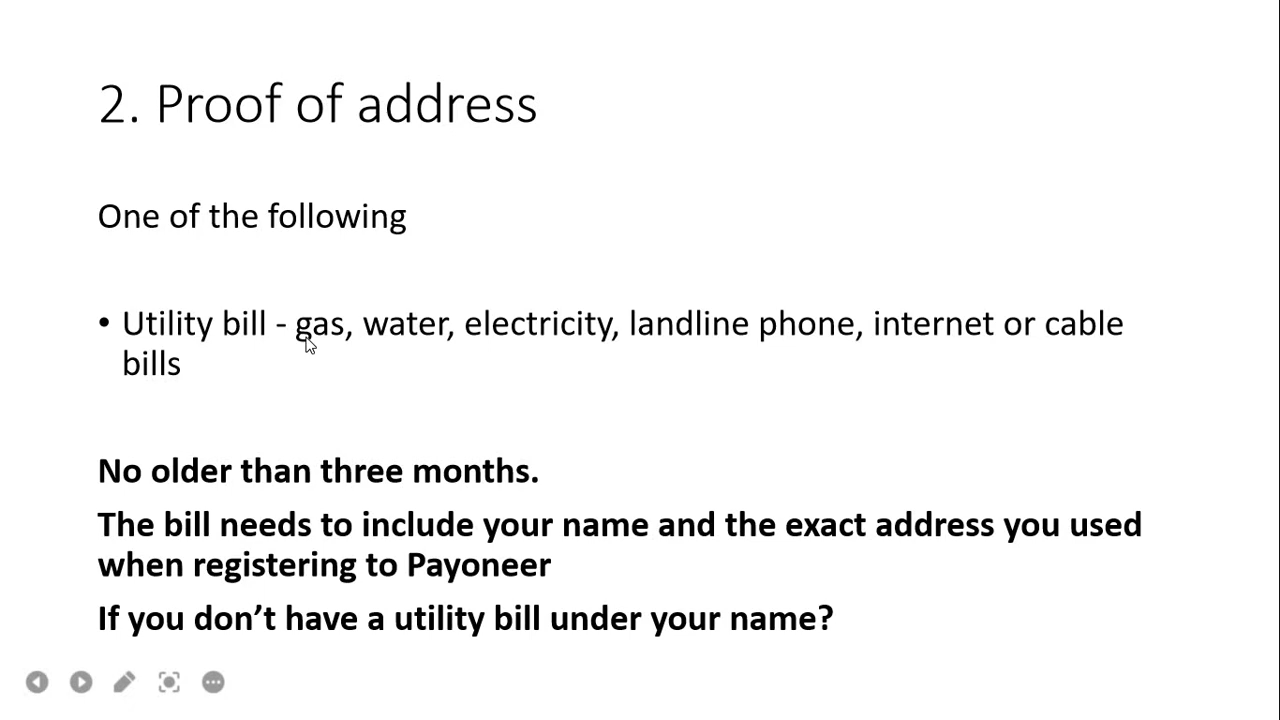 2. Proof of address
One of the following
• Utility bill - gas, water, electricity, landline phone, internet or cable
bills
No older than three months.
The bill needs to include your name and the exact address you used
when registering to Payoneer
If you don’t have a utility bill under your name?